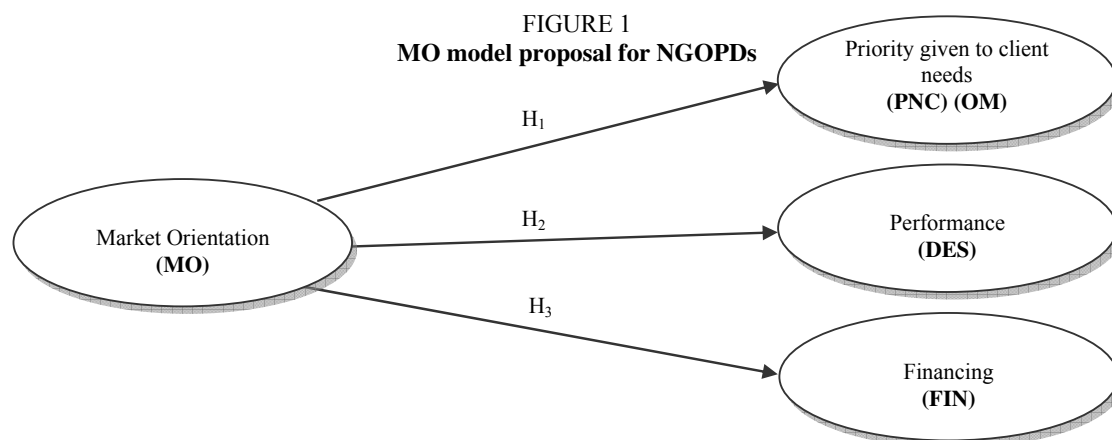 FIGURE 1
MO model proposal for NGOPDs
Priority given to client
needs
(PNC) (OM)
H₁
Market Orientation
(MO)
H₂
Performance
(DES)
H₃
Financing
(FIN)